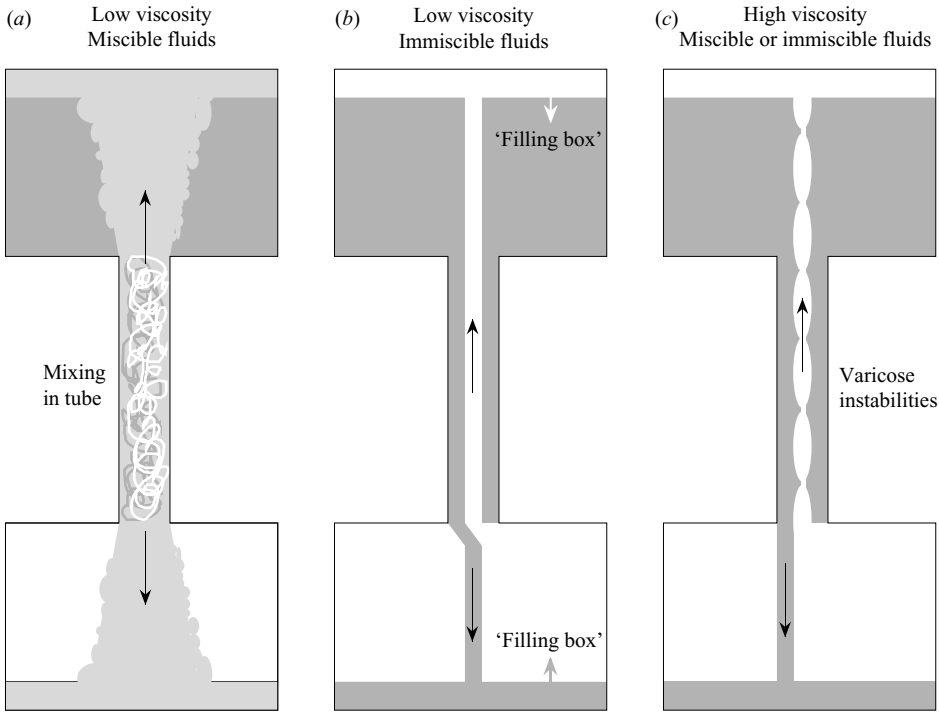 (a)
Low viscosity
Miscible fluids
Mixing
in tube
(b)
Low viscosity
Immiscible fluids
‘Filling box’
‘Filling box’
(c)
High viscosity
Miscible or immiscible fluids
Varicose
instabilities